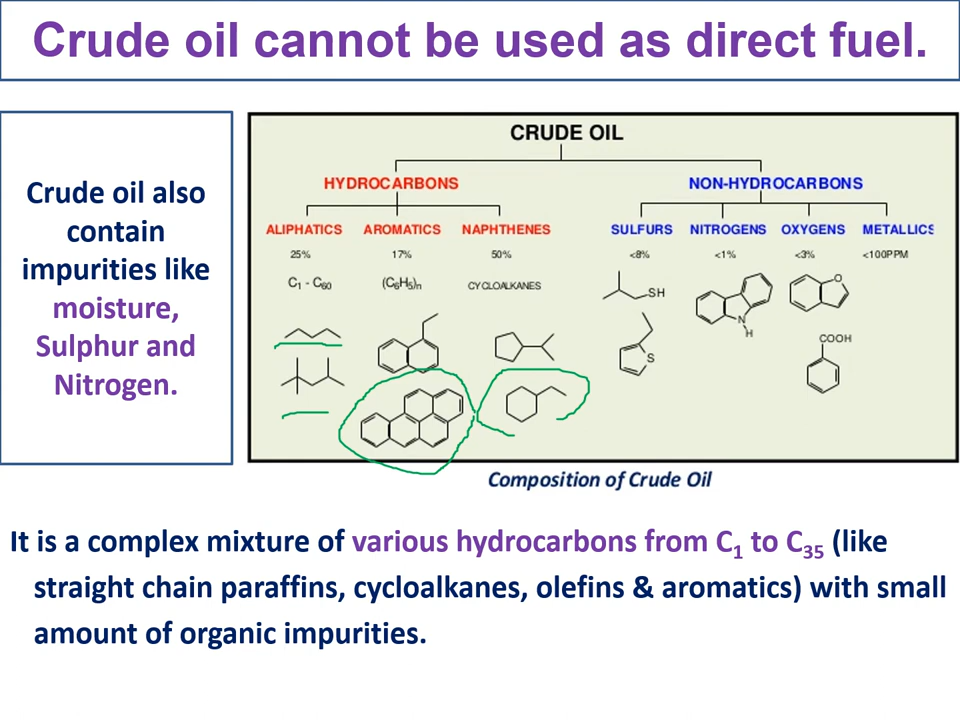 Crude oil cannot be used as direct fuel.
Crude oil also
contain
impurities like
moisture,
Sulphur and
Nitrogen.
CRUDE OIL
HYDROCARBONS
NON-HYDROCARBONS
ALIPHATICS
AROMATICS
NAPHTHENES
SULFURS
NITROGENS
OXYGENS
METALLICS
25%
17%
50%
<8%
<1%
<3%
<100PPM
C₁ - C₆₀
(C₆H₅)ₙ
CYCLOALKANES
SH
S
N
H
O
COOH
Composition of Crude Oil
It is a complex mixture of various hydrocarbons from C₁ to C₃₅ (like
straight chain paraffins, cycloalkanes, olefins & aromatics) with small
amount of organic impurities.